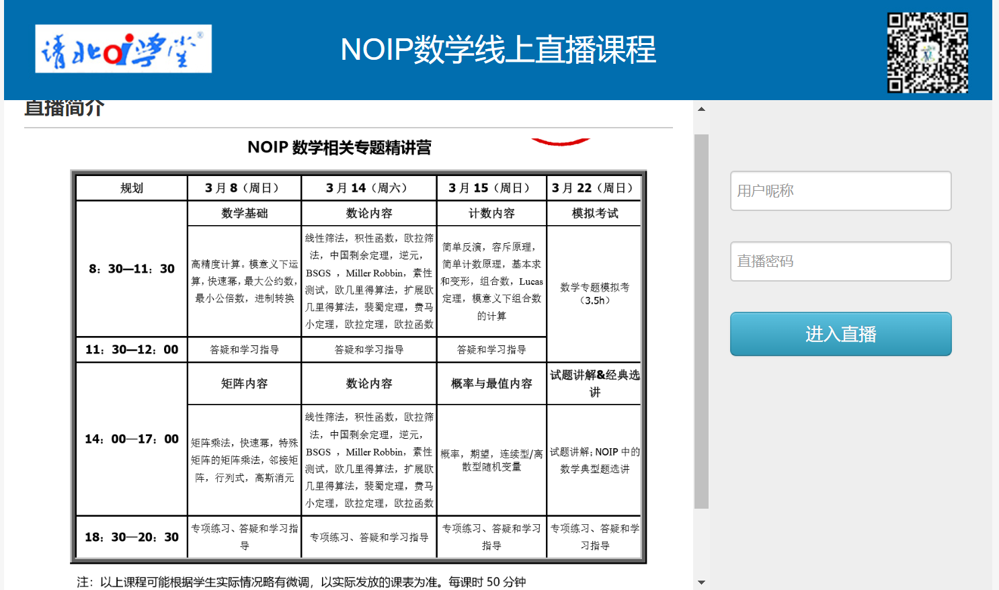 请北oi学堂®
NOIP数学线上直播课程
直播简介
NOIP 数学相关专题精讲营
规划
3 月 8（周日）
3 月 14（周六）
3 月 15（周日）
3 月 22（周日）
8：30—11：30
数学基础
数论内容
计数内容
模拟考试
高精度计算。模意义下运
算，快速幂，最大公约数，
最小公倍数，进制转换
线性筛法，积性函数，欧拉筛
法，中国剩余定理，逆元，
BSGS ，Miller Robbin，素性
测试，欧几里得算法，扩展欧
几里得算法，裴蜀定理，费马
小定理，欧拉定理，欧拉函数
简单反演，容斥原理，
简单计数原理，基本求
和变形，组合数，Lucas
定理，模意义下组合数
的计算
数学专题模拟考
（3.5h）
11：30—12：00
答疑和学习指导
答疑和学习指导
答疑和学习指导
14：00—17：00
矩阵内容
数论内容
概率与最值内容
试题讲解&经典选
讲
矩阵乘法，快速幂，特殊
矩阵的矩阵乘法，邻接矩
阵，行列式，高斯消元
线性筛法，积性函数，欧拉筛
法，中国剩余定理，逆元，
BSGS ，Miller Robbin，素性
测试，欧几里得算法，扩展欧
几里得算法，裴蜀定理，费马
小定理，欧拉定理，欧拉函数
概率，期望，连续型/离
散型随机变量
试题讲解；NOIP 中的
数学典型题选讲
18：30—20：30
专项练习、答疑和学习指
导
专项练习、答疑和学习指导
专项练习、答疑和学习
指导
专项练习、答疑和学
习指导
注：以上课程可能根据学生实际情况略有微调，以实际发放的课表为准。每课时 50 分钟
用户昵称
直播密码
进入直播